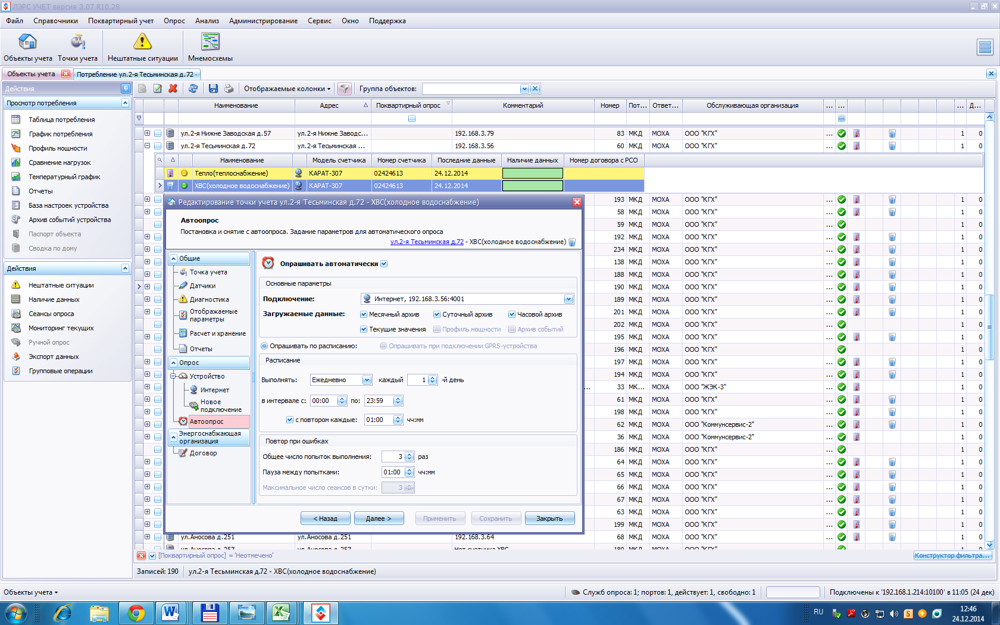 ЛЭРС УЧЕТ версия 3.07 R10.28
Файл Справочники Поквартирный учет Опрос Анализ Администрирование Сервис Окно Поддержка
Объекты учета Точки учета Нештатные ситуации Мнемосхемы
Объекты учета Потребление ул.2-я Тесьминская д.72 -
Действия
Отображаемые колонки Группа объектов:
Просмотр потребления
Таблица потребления
График потребления
Профиль мощности
Сравнение нагрузок
Температурный график
Отчеты
База настроек устройства
Архив событий устройства
Паспорт объекта
Сводка по дому
Действия
Нештатные ситуации
Наличие данных
Сеансы опроса
Мониторинг текущих
Ручной опрос
Экспорт данных
Групповые операции
Наименование Адрес Поквартирный опрос Комментарий Номер Пот... Ответ... Обслуживающая организация ... ... ... Д...
ул.2-я Нижне Заводская д.57 ул.2-я Нижне Заводс... 192.168.3.79 83 МКД МОХА ООО "КГХ" ... 1 0
ул.2-я Тесьминская д.72 ул.2-я Тесьминская ... 192.168.3.56 60 МКД МОХА ООО "КГХ" ... 1 0
Наименование Модель счетчика Номер счетчика Последние данные Наличие данных Номер договора с РСО
Тепло(теплоснабжение) КАРАТ-307 02424613 24.12.2014
ХВС(холодное водоснабжение) КАРАТ-307 02424613 24.12.2014
193 МКД МОХА ООО "КГХ" ... 1 0
58 МКД МОХА ООО "КГХ" ... 1 0
59 МКД МОХА ООО "КГХ" ... 1 0
192 МКД МОХА ООО "КГХ" ... 1 0
234 МКД МОХА ООО "КГХ" ... 1 0
138 МКД МОХА ООО "КГХ" ... 1 0
188 МКД МОХА ООО "КГХ" ... 1 0
190 МКД МОХА ООО "КГХ" ... 1 0
189 МКД МОХА ООО "КГХ" ... 1 0
201 МКД МОХА ООО "КГХ" ... 1 0
202 МКД МОХА ООО "КГХ" ... 1 0
195 МКД МОХА ООО "КГХ" ... 1 0
196 МКД МОХА ООО "КГХ" ... 1 0
197 МКД МОХА ООО "КГХ" ... 1 0
194 МКД МОХА ООО "КГХ" ... 1 0
... 33 МК... МОХА ООО "ЖЭК-3" ... 1 0
61 МКД МОХА ООО "КГХ" ... 1 0
198 МКД МОХА ООО "КГХ" ... 1 0
62 МКД МОХА ООО "Коммунсервис-2" ... 1 0
36 МКД МОХА ООО "Коммунсервис-2" ... 1 0
186 МКД МОХА ООО "КГХ" ... 1 0
64 МКД МОХА ООО "КГХ" ... 1 0
65 МКД МОХА ООО "КГХ" ... 1 0
66 МКД МОХА ООО "КГХ" ... 1 0
67 МКД МОХА ООО "КГХ" ... 1 0
63 МКД МОХА ООО "КГХ" ... 1 0
199 МКД МОХА ООО "КГХ" ... 1 0
ул.Аносова д.251 ул.Аносова д.251 192.168.3.64 68 МКД МОХА ООО "КГХ" ... 1 0
ул.Аносова д.257 ул.Аносова д.257 Нет счетчика ХВС 180 МКД МОХА ООО "КГХ" ... 1 0
Редактирование точки учета ул.2-я Тесьминская д.72 - ХВС(холодное водоснабжение)
Автоопрос
Постановка и снятие с автоопроса. Задание параметров для автоматического опроса
ул.2-я Тесьминская д.72 - ХВС(холодное водоснабжение)
Общие
Точка учета
Датчики
Диагностика
Отображаемые
параметры
Расчет и хранение
Отчеты
Опрос
Устройство
Интернет
Новое
подключение
Автоопрос
Энергоснабжающая
организация
Договор
Опрашивать автоматически
Основные параметры
Подключение: Интернет, 192.168.3.56:4001
Загружаемые данные: Месячный архив Суточный архив Часовой архив
Текущие значения Профиль мощности Архив событий
Опрашивать по расписанию: Опрашивать при подключении GPRS-устройства
Расписание
Выполнять: Ежедневно каждый 1 -й день
в интервале с: 00:00 по: 23:59
с повтором каждые: 01:00 чч:мм
Повтор при ошибках
Общее число попыток выполнения: 3 раз
Пауза между попытками: 01:00 чч:мм
Максимальное число сеансов в сутки: 3
< Назад Далее > Применить Сохранить Закрыть
[Поквартирный опрос] = 'Неотмечено' Конструктор фильтра...
Записей: 190 ул.2-я Тесьминская д.72 - ХВС(холодное водоснабжение)
Объекты учета Служб опроса: 1; портов: 1, действует: 1, свободно: 1 Подключены к '192.168.1.214:10100' в 11:05 (24 дек)
RU 12:46
24.12.2014